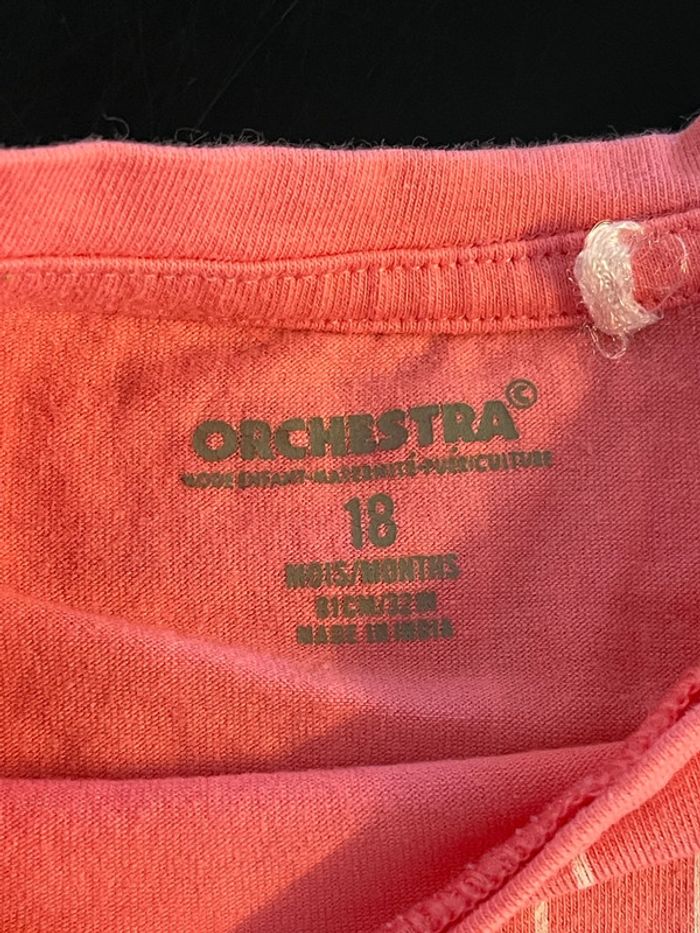 ORCHESTRA©
MODE ENFANT-MATERNITÉ-PUÉRICULTURE
18
MOIS/MONTHS
81CM/32IN
MADE IN INDIA